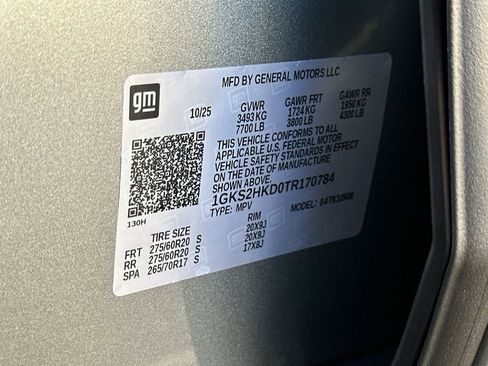 gm
MFD BY GENERAL MOTORS LLC
10/25 GVWR GAWR FRT GAWR RR
3493 KG 1724 KG 1950 KG
7700 LB 3800 LB 4300 LB
THIS VEHICLE CONFORMS TO ALL
APPLICABLE U.S. FEDERAL MOTOR
VEHICLE SAFETY STANDARDS IN EFFECT
ON THE DATE OF MANUFACTURE
SHOWN ABOVE.
1GKS2HKD0TR170784
TYPE: MPV 04TK10906
130H
TIRE SIZE RIM
FRT 275/60R20 S 20X9J
RR 275/60R20 S 20X9J
SPA 265/70R17 S 17X8J